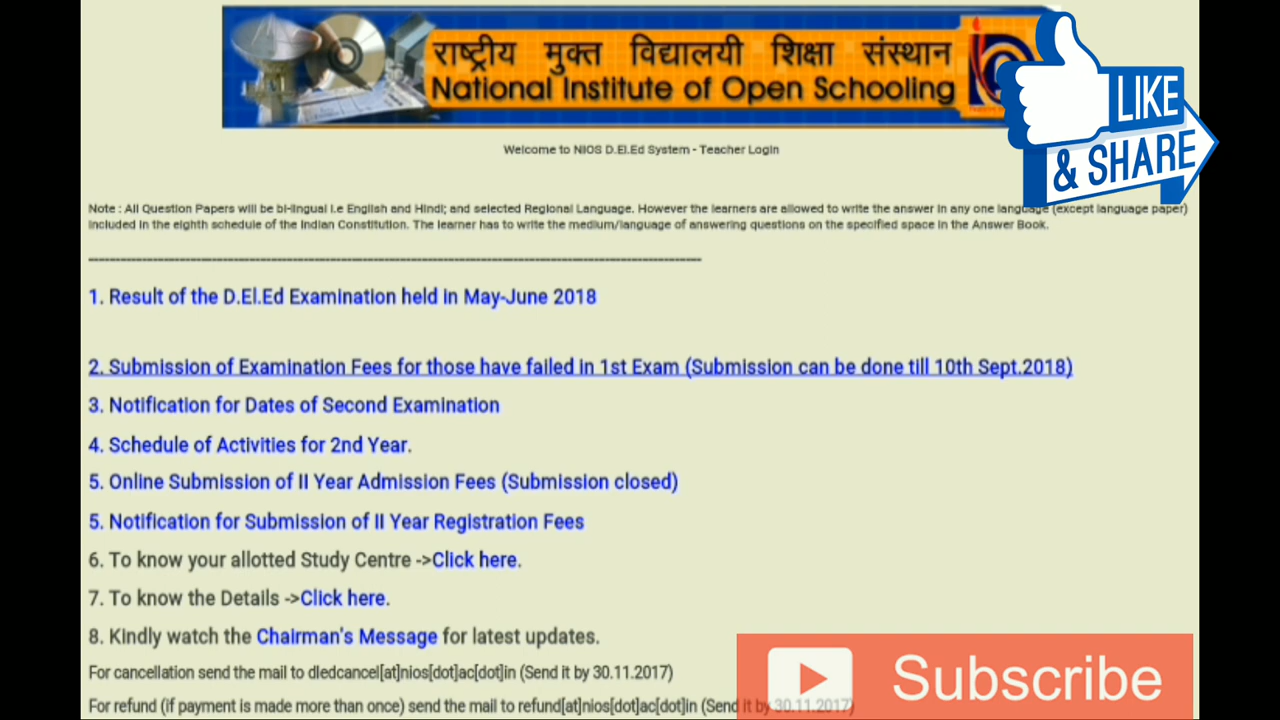 राष्ट्रीय मुक्त विद्यालयी शिक्षा संस्थान
National Institute of Open Schooling
LIKE
& SHARE
Welcome to NIOS D.El.Ed System - Teacher Login
Note : All Question Papers will be bi-lingual i.e English and Hindi; and selected Regional Language. However the learners are allowed to write the answer in any one language (except language paper)
included in the eighth schedule of the Indian Constitution. The learner has to write the medium/language of answering questions on the specified space in the Answer Book.
1. Result of the D.El.Ed Examination held in May-June 2018
2. Submission of Examination Fees for those have failed in 1st Exam (Submission can be done till 10th Sept.2018)
3. Notification for Dates of Second Examination
4. Schedule of Activities for 2nd Year.
5. Online Submission of II Year Admission Fees (Submission closed)
5. Notification for Submission of II Year Registration Fees
6. To know your allotted Study Centre ->Click here.
7. To know the Details ->Click here.
8. Kindly watch the Chairman's Message for latest updates.
For cancellation send the mail to dledcancel[at]nios[dot]ac[dot]in (Send it by 30.11.2017)
For refund (if payment is made more than once) send the mail to refund[at]nios[dot]ac[dot]in (Send it by 30.11.2017)
Subscribe